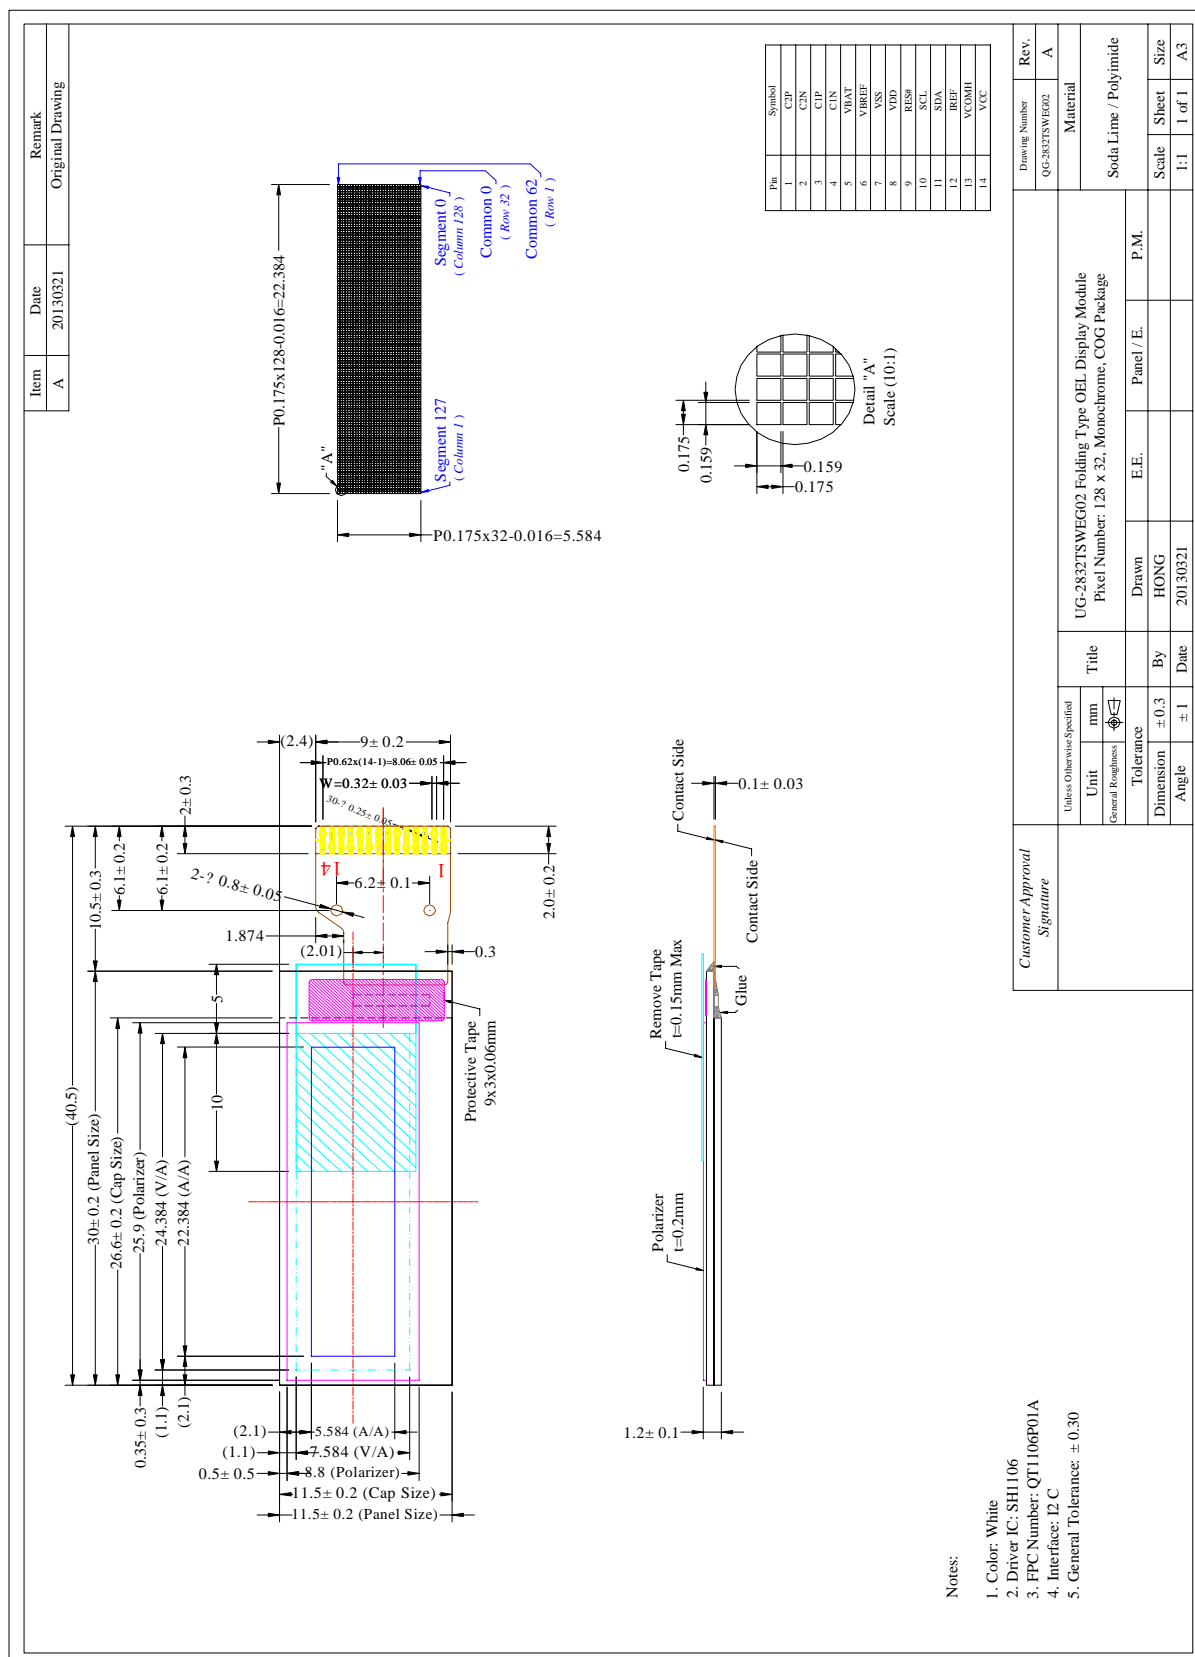 Item Date Remark
A 20130321 Original Drawing
(40.5)
10.5± 0.3
6.1± 0.2
6.1± 0.2
2± 0.3
30± 0.2 (Panel Size)
26.6± 0.2 (Cap Size)
25.9 (Polarizer)
24.384 (V/A)
22.384 (A/A)
0.35± 0.3
(1.1)
(2.1)
5
10
(2.4)
9± 0.2
P0.62x(14-1)=8.06± 0.05
W=0.32± 0.03
30-? 0.25± 0.05
14
1
2-? 0.8± 0.05
6.2± 0.1
2.0± 0.2
1.874
(2.01)
0.3
Protective Tape
9x3x0.06mm
(2.1)
5.584 (A/A)
(1.1)
7.584 (V/A)
0.5± 0.5
8.8 (Polarizer)
11.5± 0.2 (Cap Size)
11.5± 0.2 (Panel Size)
P0.175x128-0.016=22.384
"A"
P0.175x32-0.016=5.584
Segment 127
( Column 1 )
Segment 0
( Column 128 )
Common 0
( Row 32 )
Common 62
( Row 1 )
1.2± 0.1
Polarizer
t=0.2mm
Remove Tape
t=0.15mm Max
Glue
Contact Side
Contact Side
0.1± 0.03
0.175
0.159
0.159
0.175
Detail "A"
Scale (10:1)
Pin Symbol
1 C2P
2 C2N
3 C1P
4 C1N
5 VBAT
6 VBREF
7 VSS
8 VDD
9 RES#
10 SCL
11 SDA
12 IREF
13 VCOMH
14 VCC
Notes:
1. Color: White
2. Driver IC: SH1106
3. FPC Number: QT1106P01A
4. Interface: I2 C
5. General Tolerance: ± 0.30
Customer Approval
Signature
Unless Otherwise Specified
Unit mm
General Roughness
Tolerance
Dimension ± 0.3
Angle ± 1
Title
UG-2832TSWEG02 Folding Type OEL Display Module
Pixel Number: 128 x 32, Monochrome, COG Package
Drawn E.E. Panel / E. P.M.
By HONG
Date 20130321
Drawing Number Rev.
QG-2832TSWEG02 A
Material
Soda Lime / Polyimide
Scale Sheet Size
1:1 1 of 1 A3